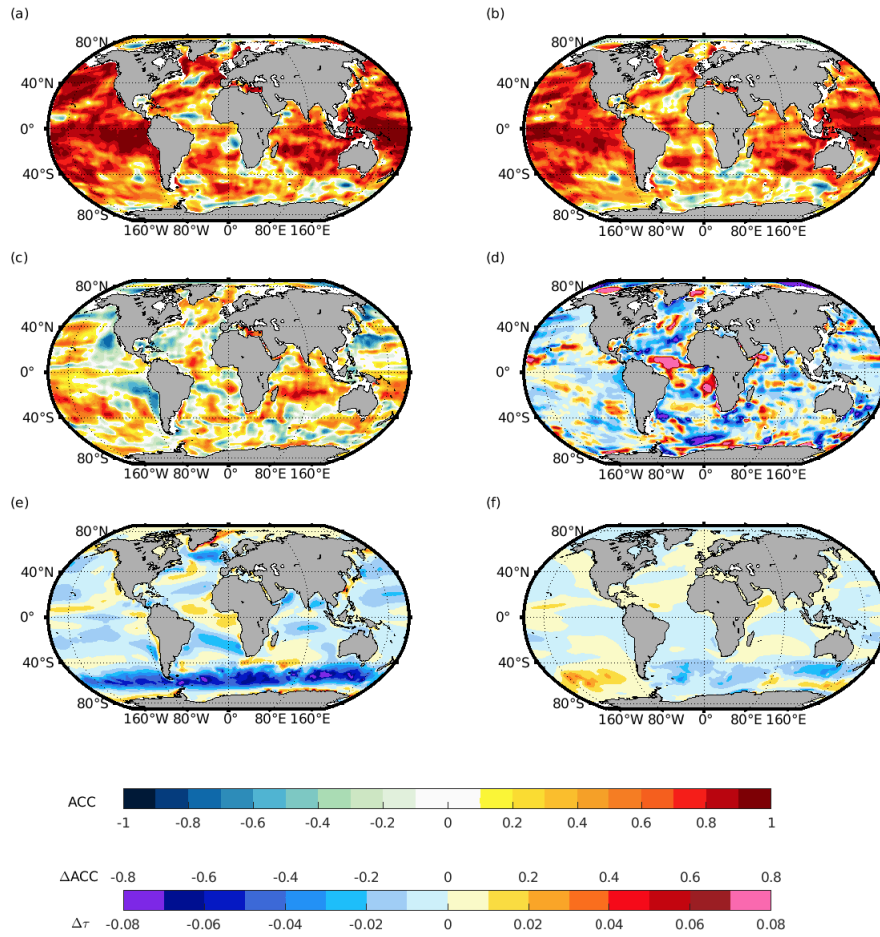 (a) (b)
80°N 80°N
40°N 40°N
0° 0°
40°S 40°S
80°S 80°S
160°W 80°W 0° 80°E 160°E 160°W 80°W 0° 80°E 160°E
(c) (d)
80°N 80°N
40°N 40°N
0° 0°
40°S 40°S
80°S 80°S
160°W 80°W 0° 80°E 160°E 160°W 80°W 0° 80°E 160°E
(e) (f)
80°N 80°N
40°N 40°N
0° 0°
40°S 40°S
80°S 80°S
160°W 80°W 0° 80°E 160°E 160°W 80°W 0° 80°E 160°E
ACC
-1 -0.8 -0.6 -0.4 -0.2 0 0.2 0.4 0.6 0.8 1
ΔACC -0.8 -0.6 -0.4 -0.2 0 0.2 0.4 0.6 0.8
Δτ -0.08 -0.06 -0.04 -0.02 0 0.02 0.04 0.06 0.08